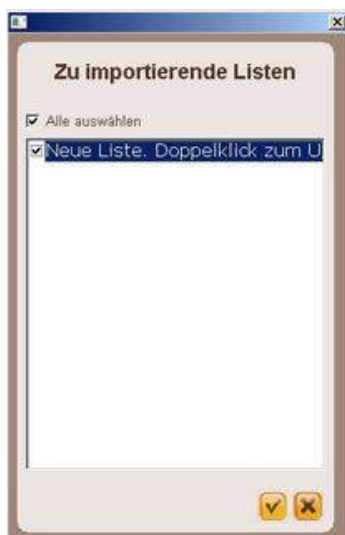 Zu importierende Listen
Alle auswählen
Neue Liste. Doppelklick zum U